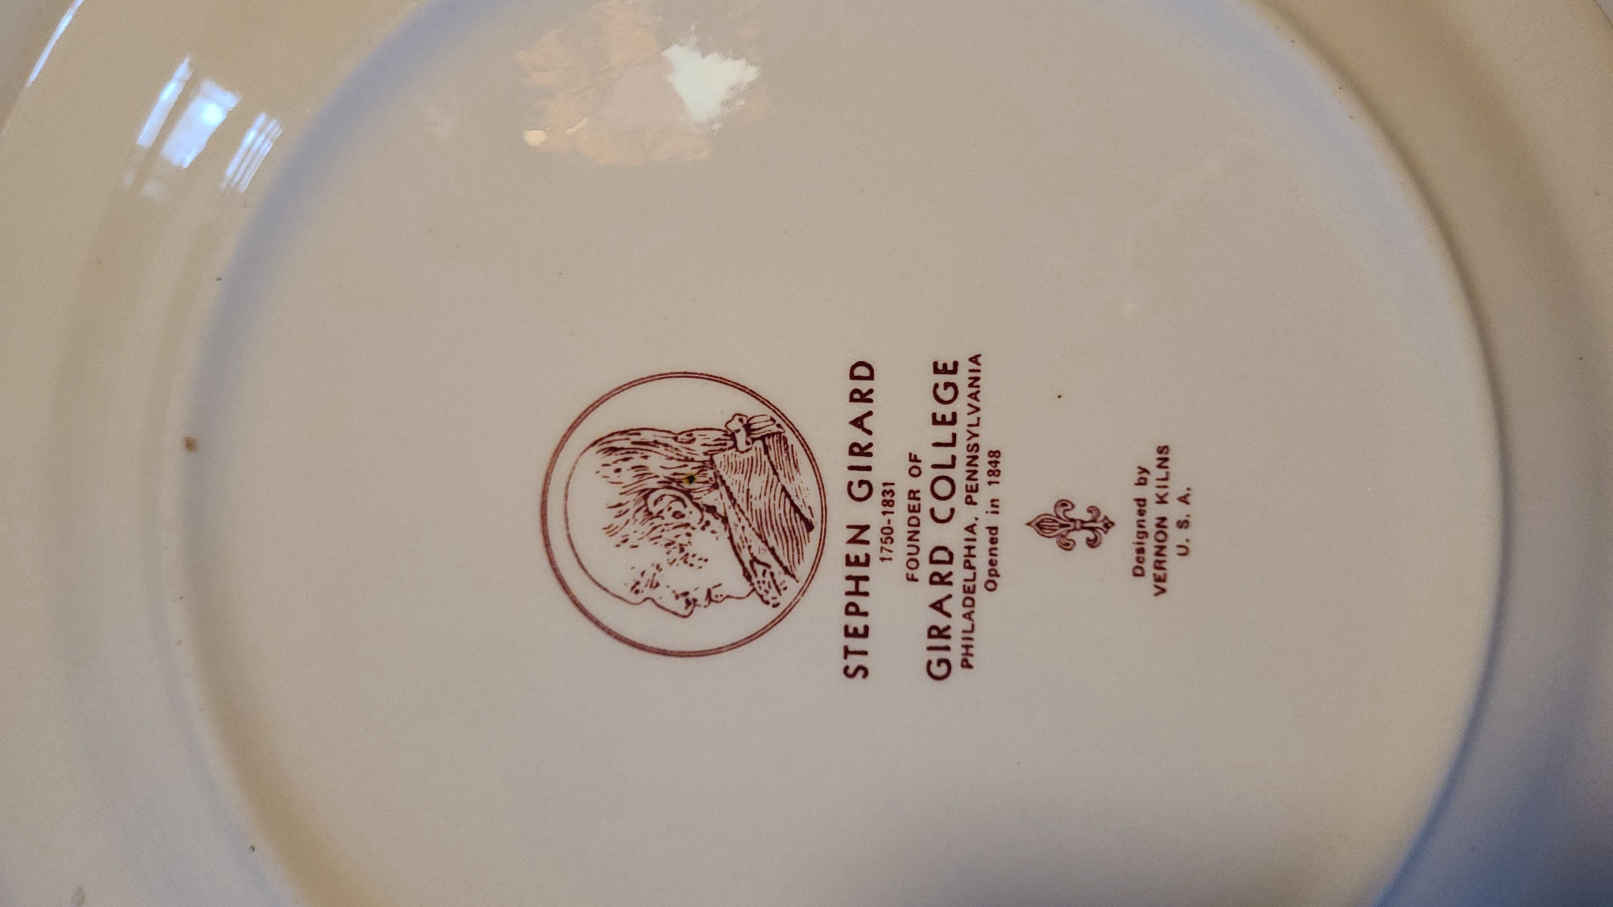 STEPHEN GIRARD
1750-1831
FOUNDER OF
GIRARD COLLEGE
PHILADELPHIA, PENNSYLVANIA
Opened in 1848
Designed by
VERNON KILNS
U. S. A.